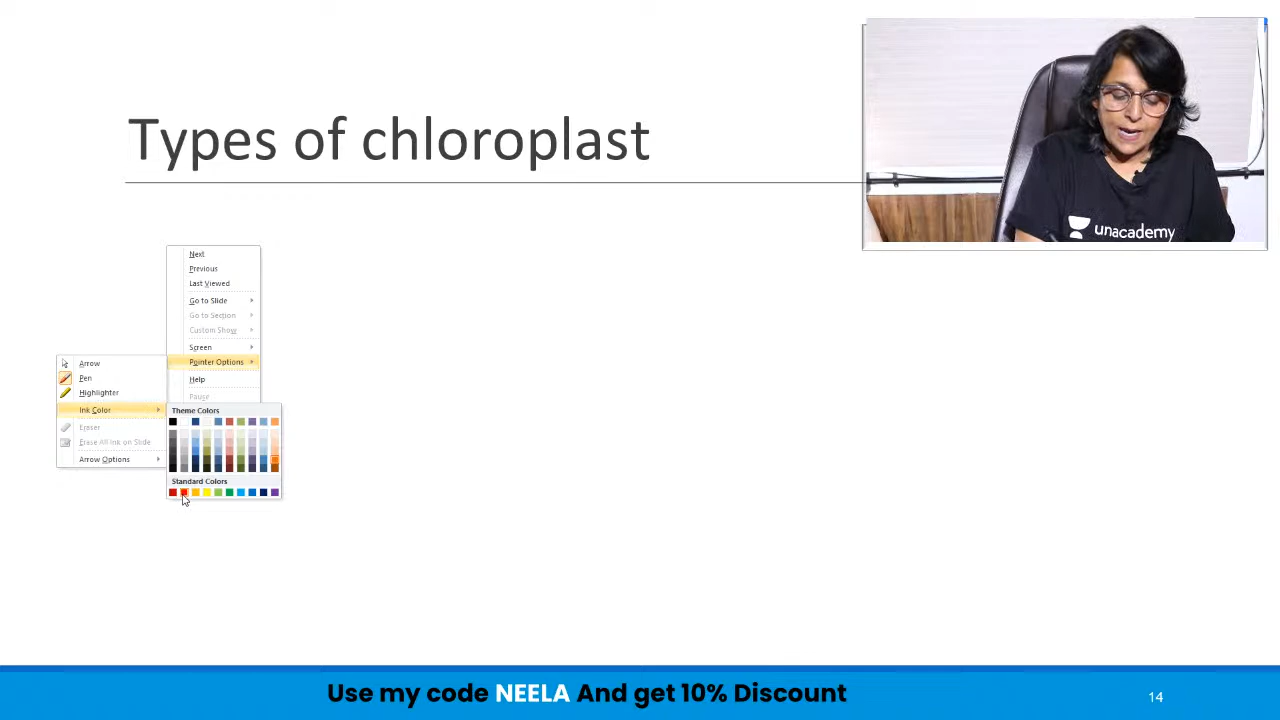 Types of chloroplast
unacademy
Next
Previous
Last Viewed
Go to Slide
Go to Section
Custom Show
Screen
Pointer Options
Help
Pause
Arrow
Pen
Highlighter
Ink Color
Eraser
Erase All Ink on Slide
Arrow Options
Theme Colors
Standard Colors
Use my code NEELA And get 10% Discount
14